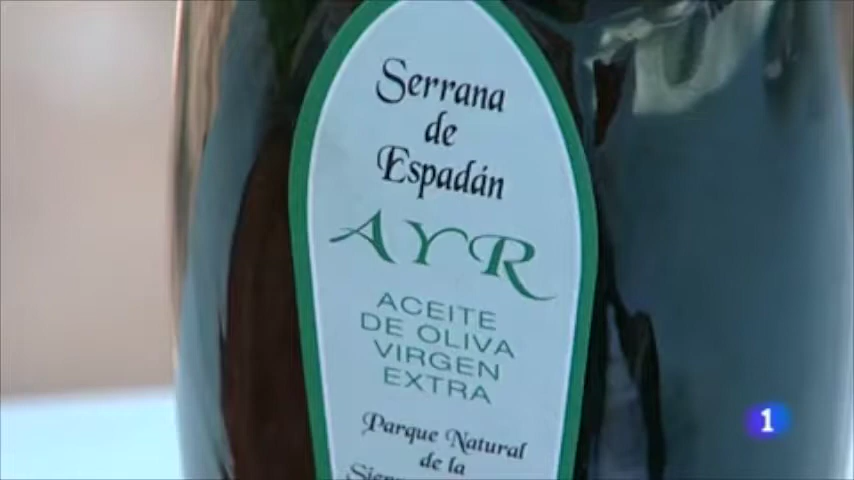 Serrana
de
Espadán
AYR
ACEITE
DE OLIVA
VIRGEN
EXTRA
Parque Natural
de la
1